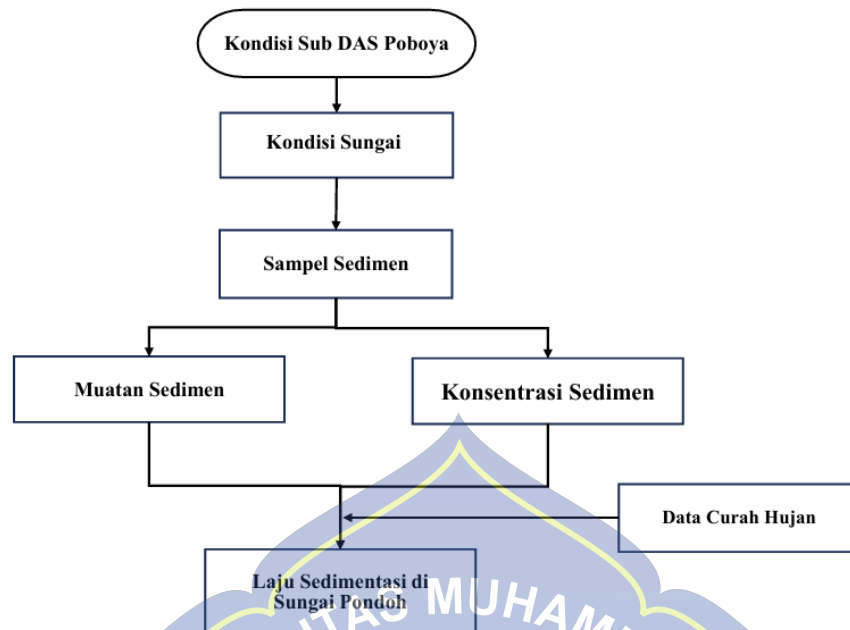 Kondisi Sub DAS Poboya
Kondisi Sungai
Sampel Sedimen
Muatan Sedimen
Konsentrasi Sedimen
Data Curah Hujan
Laju Sedimentasi di
Sungai Pondoh
ITAS MUHAM